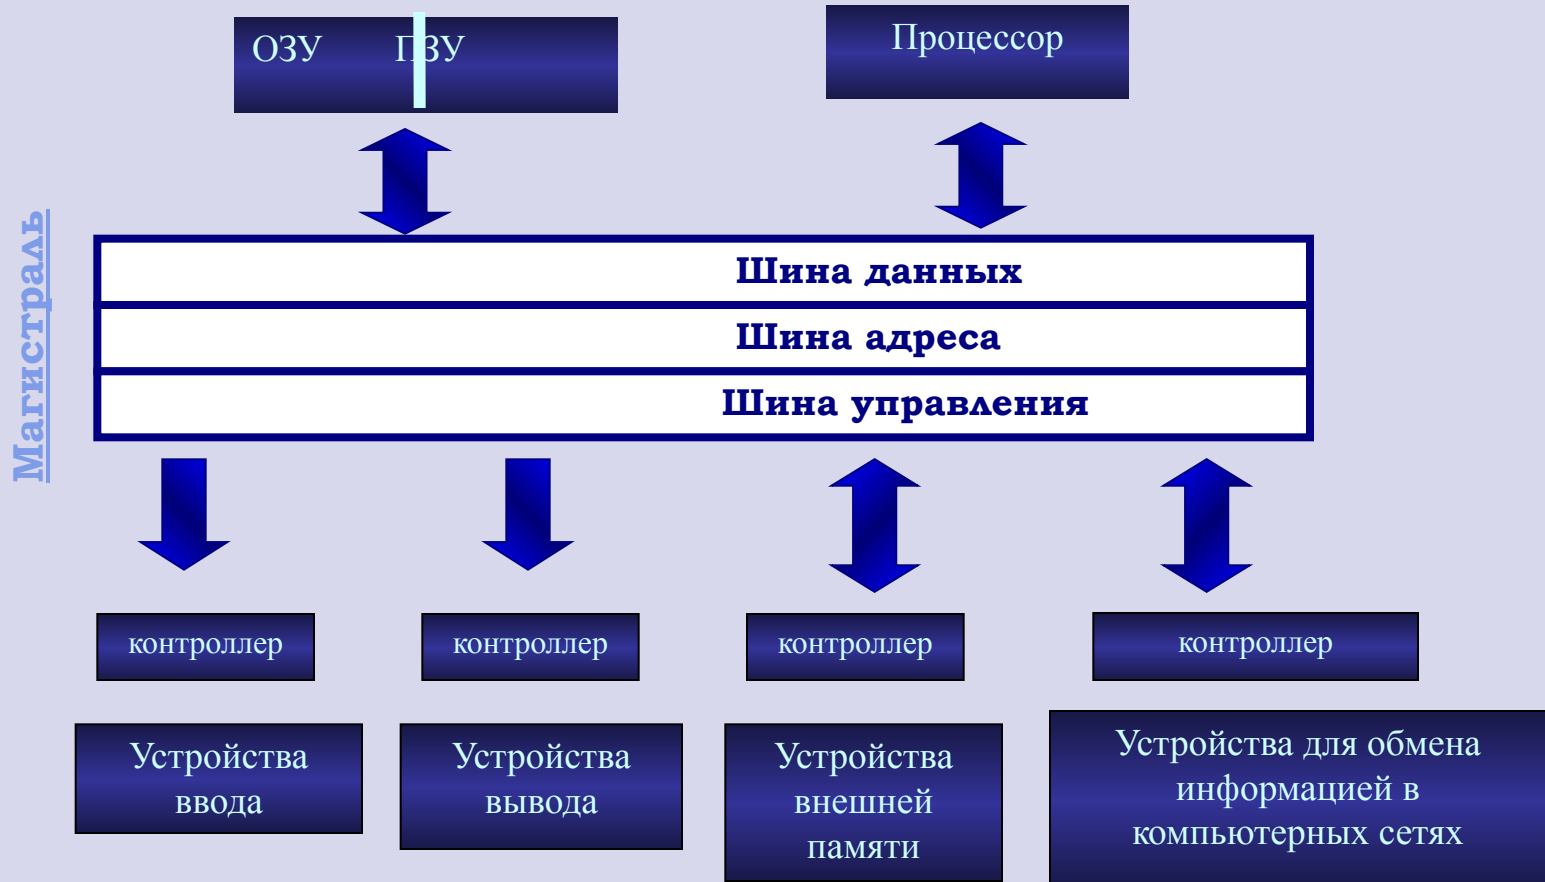 ОЗУ ПЗУ
Процессор
Магистраль
Шина данных
Шина адреса
Шина управления
контроллер
контроллер
контроллер
контроллер
Устройства
ввода
Устройства
вывода
Устройства
внешней
памяти
Устройства для обмена
информацией в
компьютерных сетях